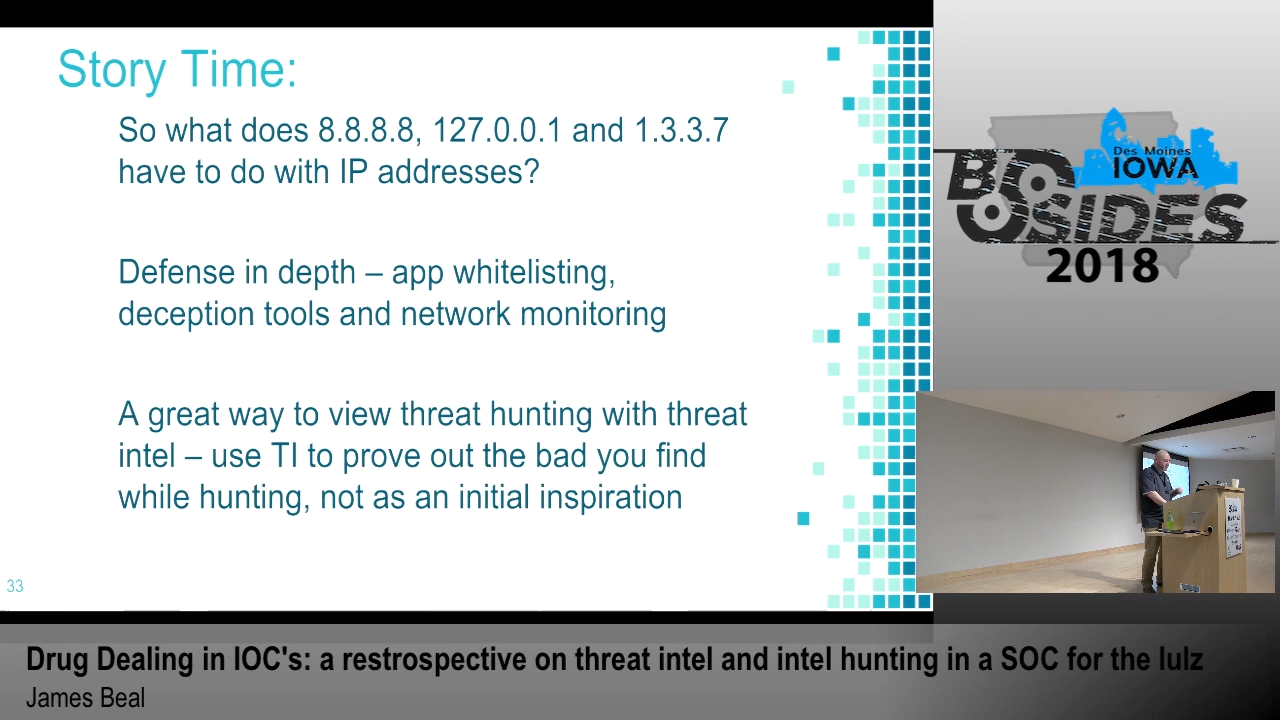 Story Time:
So what does 8.8.8.8, 127.0.0.1 and 1.3.3.7
have to do with IP addresses?
Defense in depth – app whitelisting,
deception tools and network monitoring
A great way to view threat hunting with threat
intel – use TI to prove out the bad you find
while hunting, not as an initial inspiration
33
Des Moines
IOWA
BSIDES
2018
Drug Dealing in IOC's: a restrospective on threat intel and intel hunting in a SOC for the lulz
James Beal